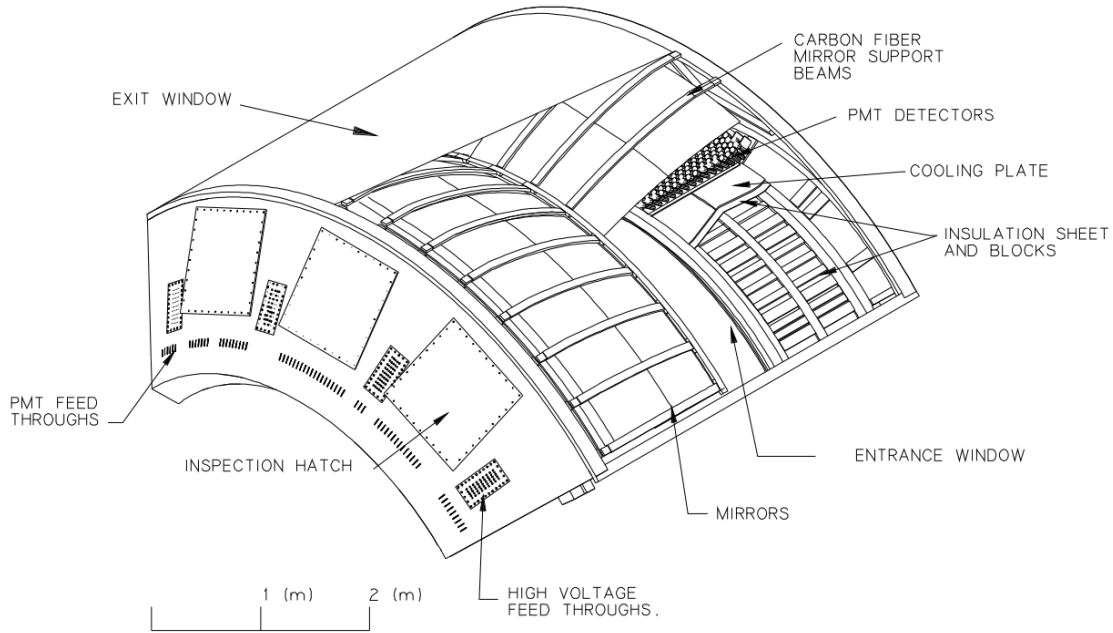 CARBON FIBER
MIRROR SUPPORT
BEAMS
EXIT WINDOW
PMT DETECTORS
COOLING PLATE
INSULATION SHEET
AND BLOCKS
PMT FEED
THROUGHS
INSPECTION HATCH
ENTRANCE WINDOW
MIRRORS
1 (m)
2 (m)
HIGH VOLTAGE
FEED THROUGHS.